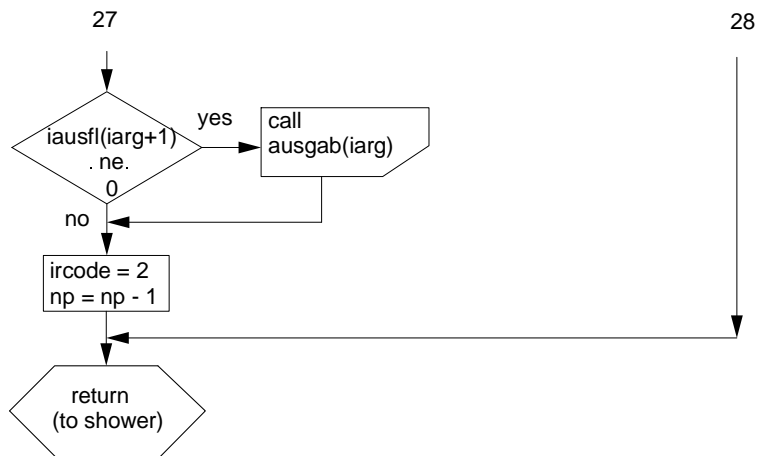 27
28
iausfl(iarg+1)
. ne.
0
yes
call
ausgab(iarg)
no
ircode = 2
np = np - 1
return
(to shower)